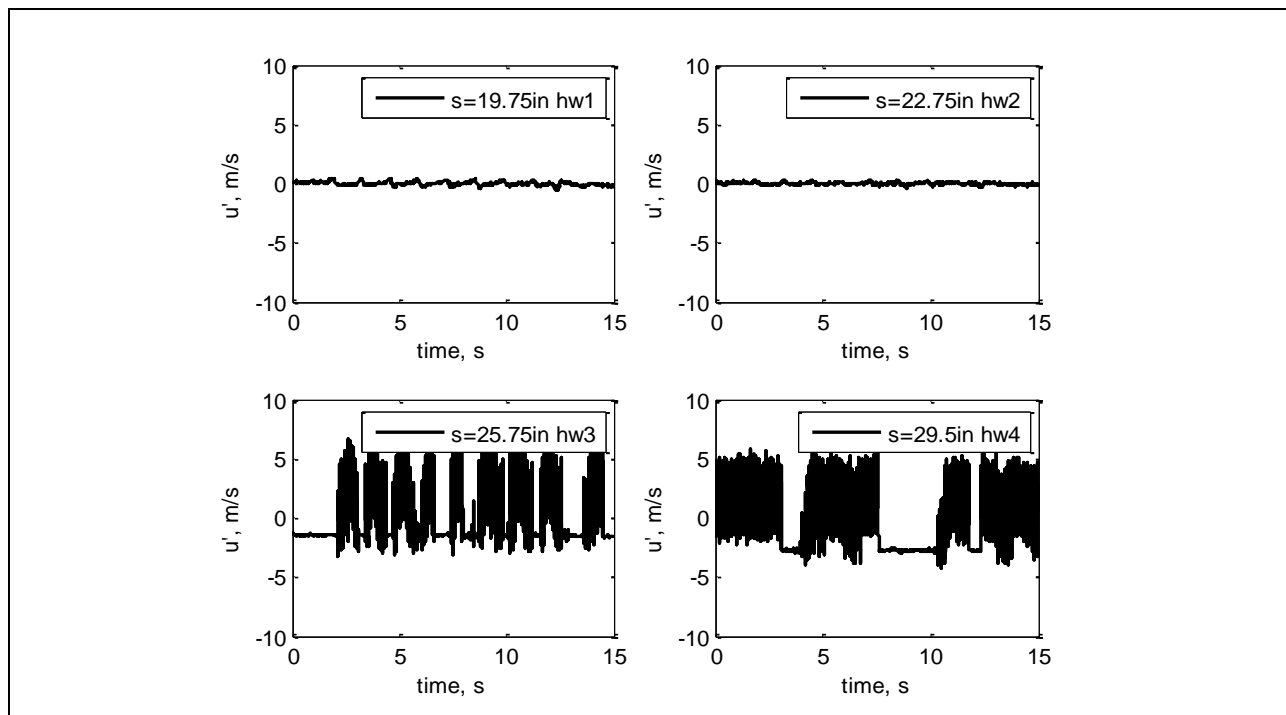 10
5
0
-5
-10
u', m/s
s=19.75in hw1
0 5 10 15
time, s
10
5
0
-5
-10
u', m/s
s=22.75in hw2
0 5 10 15
time, s
10
5
0
-5
-10
u', m/s
s=25.75in hw3
0 5 10 15
time, s
10
5
0
-5
-10
u', m/s
s=29.5in hw4
0 5 10 15
time, s